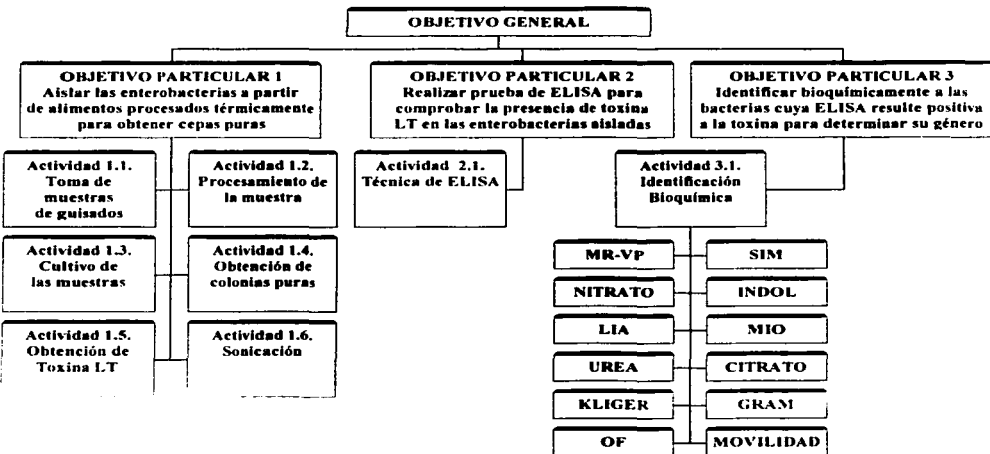 OBJETIVO GENERAL
OBJETIVO PARTICULAR 1
Aislar las enterobacterias a partir
de alimentos procesados térmicamente
para obtener cepas puras
OBJETIVO PARTICULAR 2
Realizar prueba de ELISA para
comprobar la presencia de toxina
LT en las enterobacterias aisladas
OBJETIVO PARTICULAR 3
Identificar bioquímicamente a las
bacterias cuya ELISA resulte positiva
a la toxina para determinar su género
Actividad 1.1.
Toma de
muestras
de guisados
Actividad 1.2.
Procesamiento de
la muestra
Actividad 1.3.
Cultivo de
las muestras
Actividad 1.4.
Obtención de
colonias puras
Actividad 1.5.
Obtención de
Toxina LT
Actividad 1.6.
Sonicación
Actividad 2.1.
Técnica de ELISA
Actividad 3.1.
Identificación
Bioquímica
MR-VP
SIM
NITRATO
INDOL
LIA
MIO
UREA
CITRATO
KLIGER
GRAM
OF
MOVILIDAD